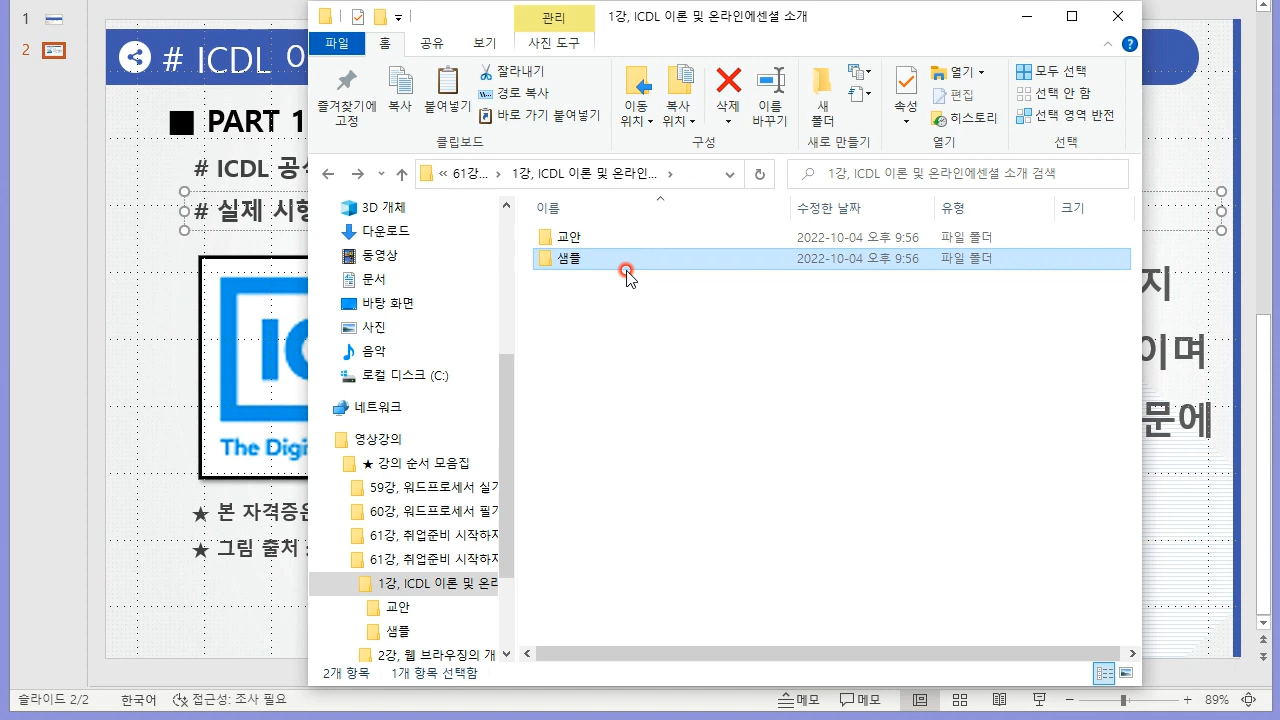 1
2
# ICDL 이
■ PART 1
# ICDL 공식
# 실제 시험
The Digi
★ 본 자격증은
★ 그림 출처 :
지
이며
문에
관리
1강, ICDL 이론 및 온라인에센셜 소개
파일
홈
공유
보기
사진 도구
즐겨찾기에 고정
복사
붙여넣기
잘라내기
경로 복사
바로 가기 붙여넣기
클립보드
이동 위치
복사 위치
삭제
이름 바꾸기
구성
새 폴더
새로 만들기
속성
열기
편집
히스토리
열기
모두 선택
선택 안 함
선택 영역 반전
선택
« 61강... › 1강, ICDL 이론 및 온라인... ›
1강, ICDL 이론 및 온라인에센셜 소개 검색
3D 개체
다운로드
동영상
문서
바탕 화면
사진
음악
로컬 디스크 (C:)
네트워크
영상강의
★ 강의 순서 모음집
59강, 워드프로세서 실기
60강, 워드프로세서 필기
61강, 취업준비 시작하자
61강, 취업준비 시작하자
1강, ICDL 이론 및 온라
교안
샘플
2강, 웹 브라우징의 개
이름 수정한 날짜 유형 크기
교안 2022-10-04 오후 9:56 파일 폴더
샘플 2022-10-04 오후 9:56 파일 폴더
2개 항목 1개 항목 선택함
슬라이드 2/2 한국어 접근성: 조사 필요 메모 메모 89%